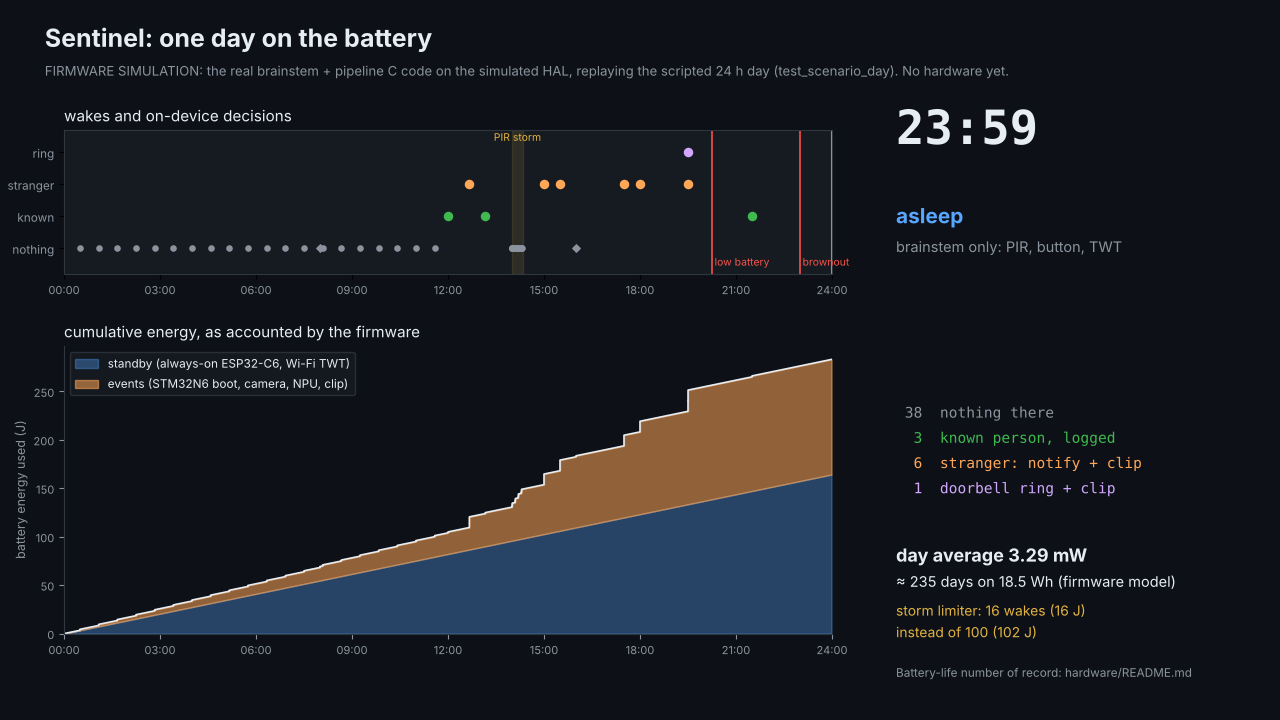 Sentinel: one day on the battery
FIRMWARE SIMULATION: the real brainstem + pipeline C code on the simulated HAL, replaying the scripted 24 h day (test_scenario_day). No hardware yet.
wakes and on-device decisions
PIR storm
ring
stranger
known
nothing
low battery
brownout
00:00
03:00
06:00
09:00
12:00
15:00
18:00
21:00
24:00
cumulative energy, as accounted by the firmware
standby (always-on ESP32-C6, Wi-Fi TWT)
events (STM32N6 boot, camera, NPU, clip)
battery energy used (J)
250
200
150
100
50
0
00:00
03:00
06:00
09:00
12:00
15:00
18:00
21:00
24:00
23:59
asleep
brainstem only: PIR, button, TWT
38 nothing there
3 known person, logged
6 stranger: notify + clip
1 doorbell ring + clip
day average 3.29 mW
≈ 235 days on 18.5 Wh (firmware model)
storm limiter: 16 wakes (16 J)
instead of 100 (102 J)
Battery-life number of record: hardware/README.md